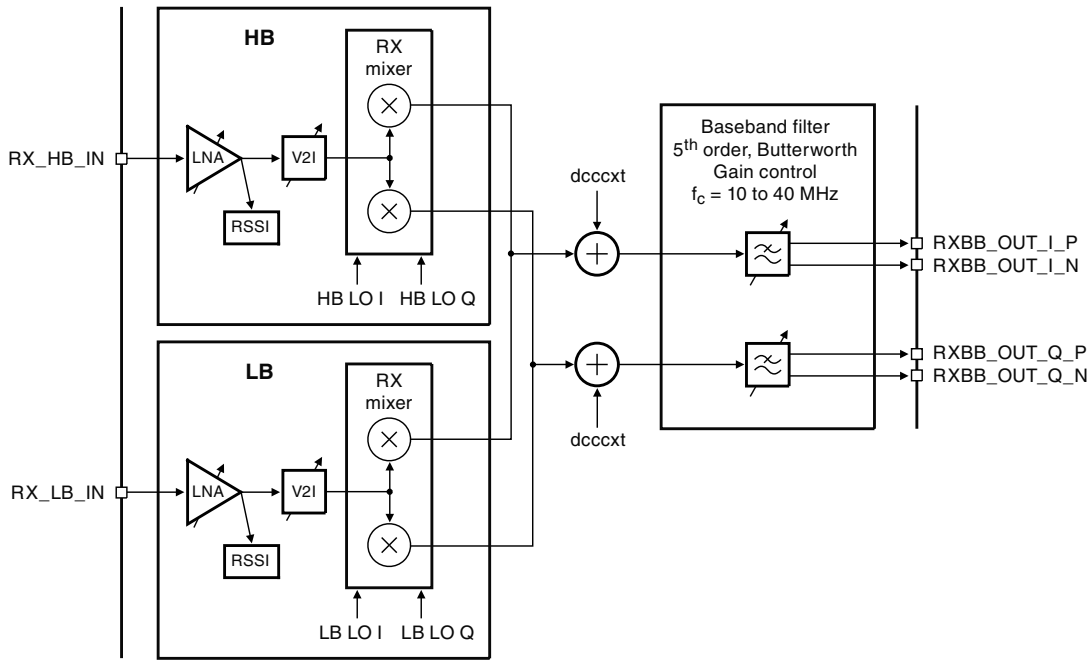 HB
RX
mixer
RX_HB_IN
LNA
V2I
RSSI
HB LO I
HB LO Q
LB
RX
mixer
RX_LB_IN
LNA
V2I
RSSI
LB LO I
LB LO Q
dcccxt
dcccxt
Baseband filter
5th order, Butterworth
Gain control
fc = 10 to 40 MHz
RXBB_OUT_I_P
RXBB_OUT_I_N
RXBB_OUT_Q_P
RXBB_OUT_Q_N